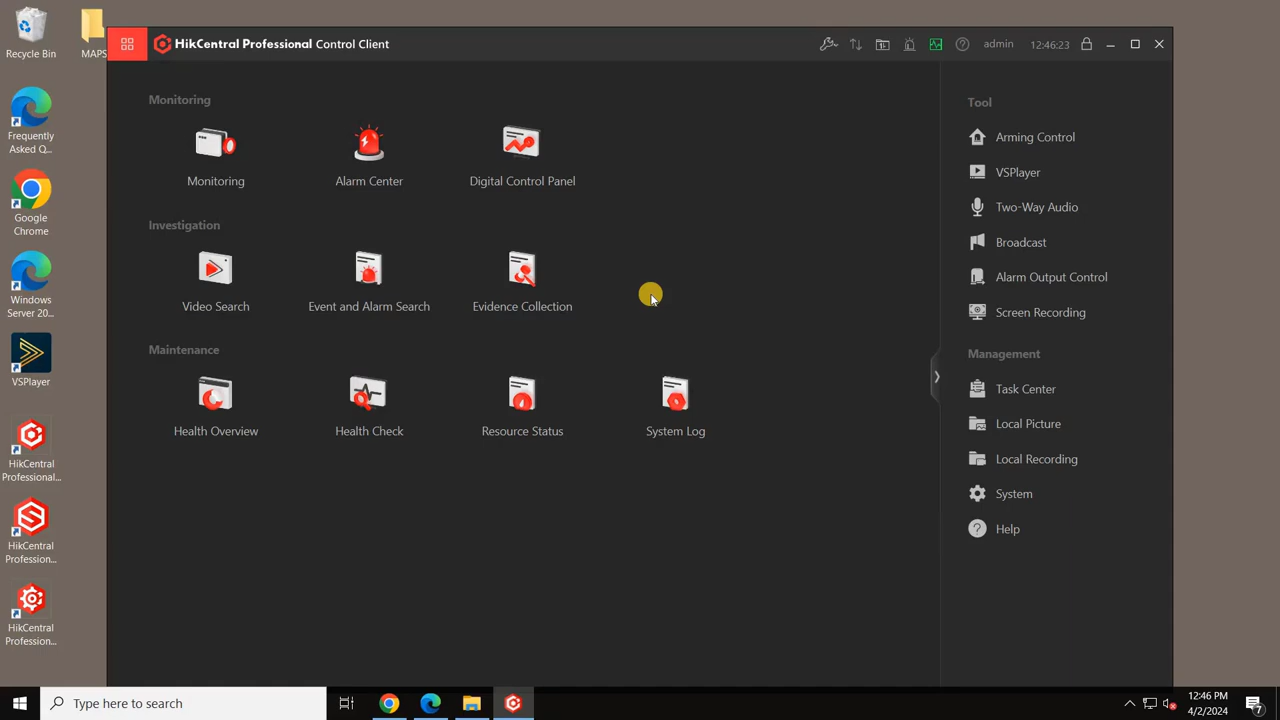 Recycle Bin
MAPS
Frequently
Asked Q...
Google
Chrome
Windows
Server 20...
VSPlayer
HikCentral
Professional...
HikCentral
Profession...
HikCentral
Profession...
HikCentral Professional Control Client
admin
12:46:23
Monitoring
Monitoring
Alarm Center
Digital Control Panel
Investigation
Video Search
Event and Alarm Search
Evidence Collection
Maintenance
Health Overview
Health Check
Resource Status
System Log
Tool
Arming Control
VSPlayer
Two-Way Audio
Broadcast
Alarm Output Control
Screen Recording
Management
Task Center
Local Picture
Local Recording
System
Help
Type here to search
12:46 PM
4/2/2024
7